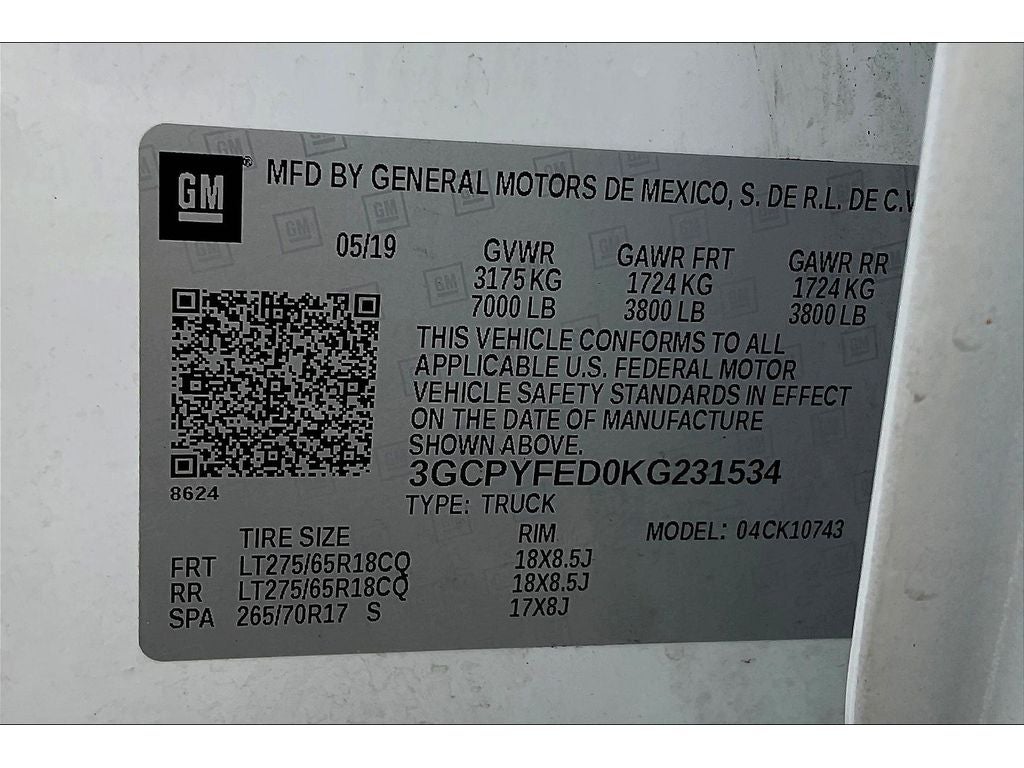 GM ® MFD BY GENERAL MOTORS DE MEXICO, S. DE R.L. DE C.V
05/19 GVWR GAWR FRT GAWR RR
3175 KG 1724 KG 1724 KG
7000 LB 3800 LB 3800 LB
THIS VEHICLE CONFORMS TO ALL
APPLICABLE U.S. FEDERAL MOTOR
VEHICLE SAFETY STANDARDS IN EFFECT
ON THE DATE OF MANUFACTURE
SHOWN ABOVE.
3GCPYFED0KG231534
8624
TYPE: TRUCK
TIRE SIZE RIM MODEL: 04CK10743
FRT LT275/65R18CQ 18X8.5J
RR LT275/65R18CQ 18X8.5J
SPA 265/70R17 S 17X8J